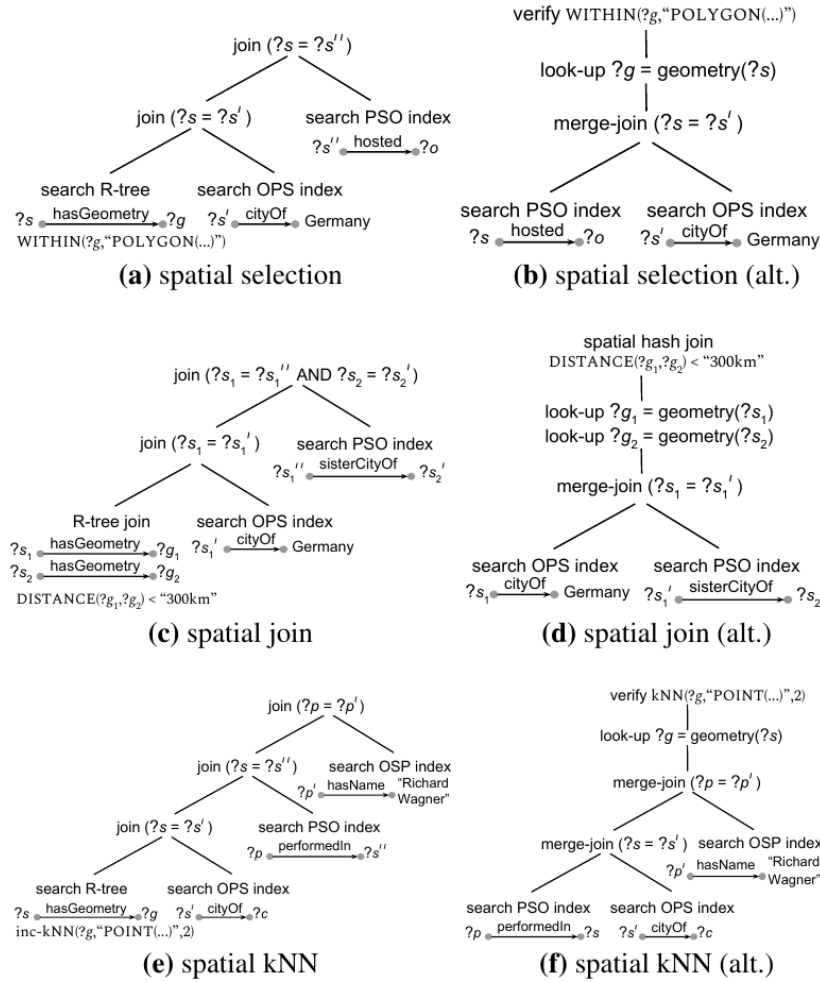 join (?s = ?s′′)
join (?s = ?s′ )
search PSO index
?s′′ hosted ?o
search R-tree
?s hasGeometry ?g
WITHIN(?g,“POLYGON(...)”)
search OPS index
?s′ cityOf Germany
(a) spatial selection
verify WITHIN(?g,“POLYGON(...)”)
look-up ?g = geometry(?s)
merge-join (?s = ?s′ )
search PSO index
?s hosted ?o
search OPS index
?s′ cityOf Germany
(b) spatial selection (alt.)
join (?s₁ = ?s₁′′ AND ?s₂ = ?s₂′)
join (?s₁ = ?s₁′)
search PSO index
?s₁′′ sisterCityOf ?s₂′
R-tree join
?s₁ hasGeometry ?g₁
?s₂ hasGeometry ?g₂
DISTANCE(?g₁,?g₂) < “300km”
search OPS index
?s₁′ cityOf Germany
(c) spatial join
spatial hash join
DISTANCE(?g₁,?g₂) < “300km”
look-up ?g₁ = geometry(?s₁)
look-up ?g₂ = geometry(?s₂)
merge-join (?s₁ = ?s₁′)
search OPS index
?s₁ cityOf Germany
search PSO index
?s₁′ sisterCityOf ?s₂
(d) spatial join (alt.)
join (?p = ?p′)
join (?s = ?s′′)
search OSP index
?p′ hasName “Richard
Wagner”
join (?s = ?s′)
search PSO index
?p performedIn ?s′′
search R-tree
?s hasGeometry ?g
inc-kNN(?g,“POINT(...)”,2)
search OPS index
?s′ cityOf ?c
(e) spatial kNN
verify kNN(?g,“POINT(...)”,2)
look-up ?g = geometry(?s)
merge-join (?p = ?p′)
merge-join (?s = ?s′)
search OSP index
?p′ hasName “Richard
Wagner”
search PSO index
?p performedIn ?s
search OPS index
?s′ cityOf ?c
(f) spatial kNN (alt.)